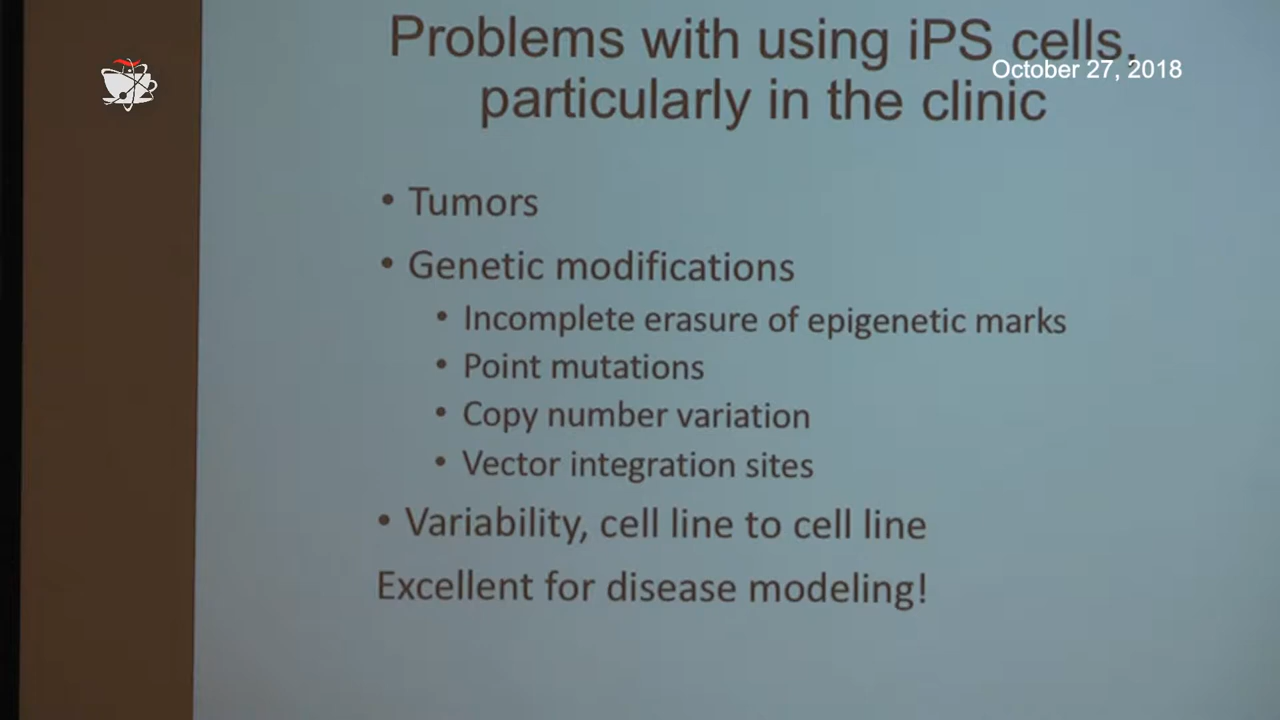 Problems with using iPS cells,
October 27, 2018
particularly in the clinic
• Tumors
• Genetic modifications
• Incomplete erasure of epigenetic marks
• Point mutations
• Copy number variation
• Vector integration sites
• Variability, cell line to cell line
Excellent for disease modeling!